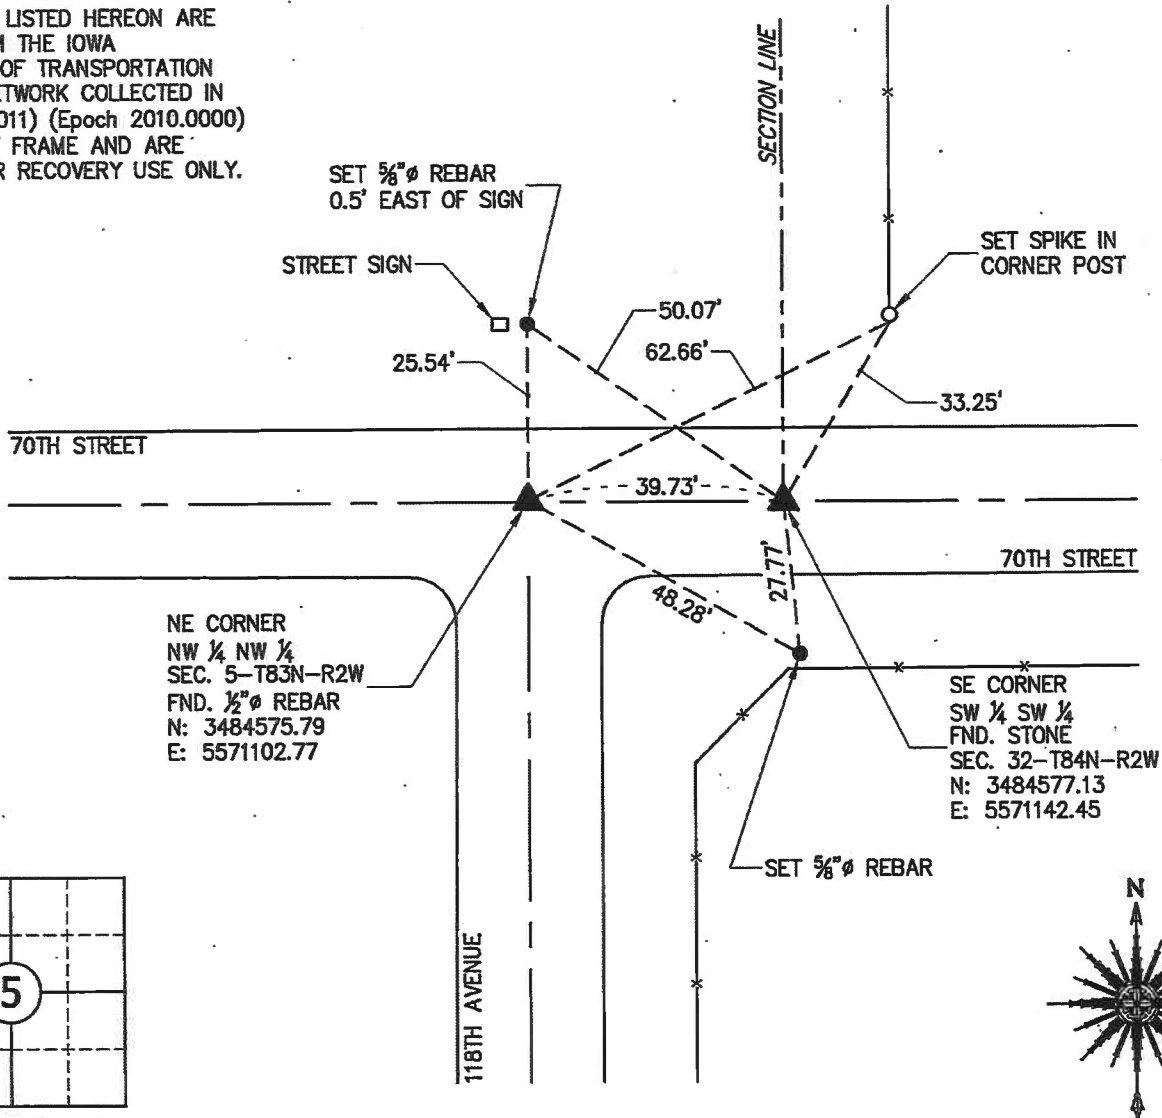 LISTED HEREON ARE
THE IOWA
OF TRANSPORTATION
COLLECTED IN
(Epoch 2010.0000)
FRAME AND ARE
RECOVERY USE ONLY.
SECTION LINE
SET ⅝"ø REBAR
0.5' EAST OF SIGN
STREET SIGN
SET SPIKE IN
CORNER POST
50.07'
62.66'
25.54'
33.25'
70TH STREET
39.73'
70TH STREET
27.77'
48.28'
NE CORNER
NW ¼ NW ¼
SEC. 5-T83N-R2W
FND. ½"ø REBAR
N: 3484575.79
E: 5571102.77
SE CORNER
SW ¼ SW ¼
FND. STONE
SEC. 32-T84N-R2W
N: 3484577.13
E: 5571142.45
SET ⅝"ø REBAR
118TH AVENUE
5
N